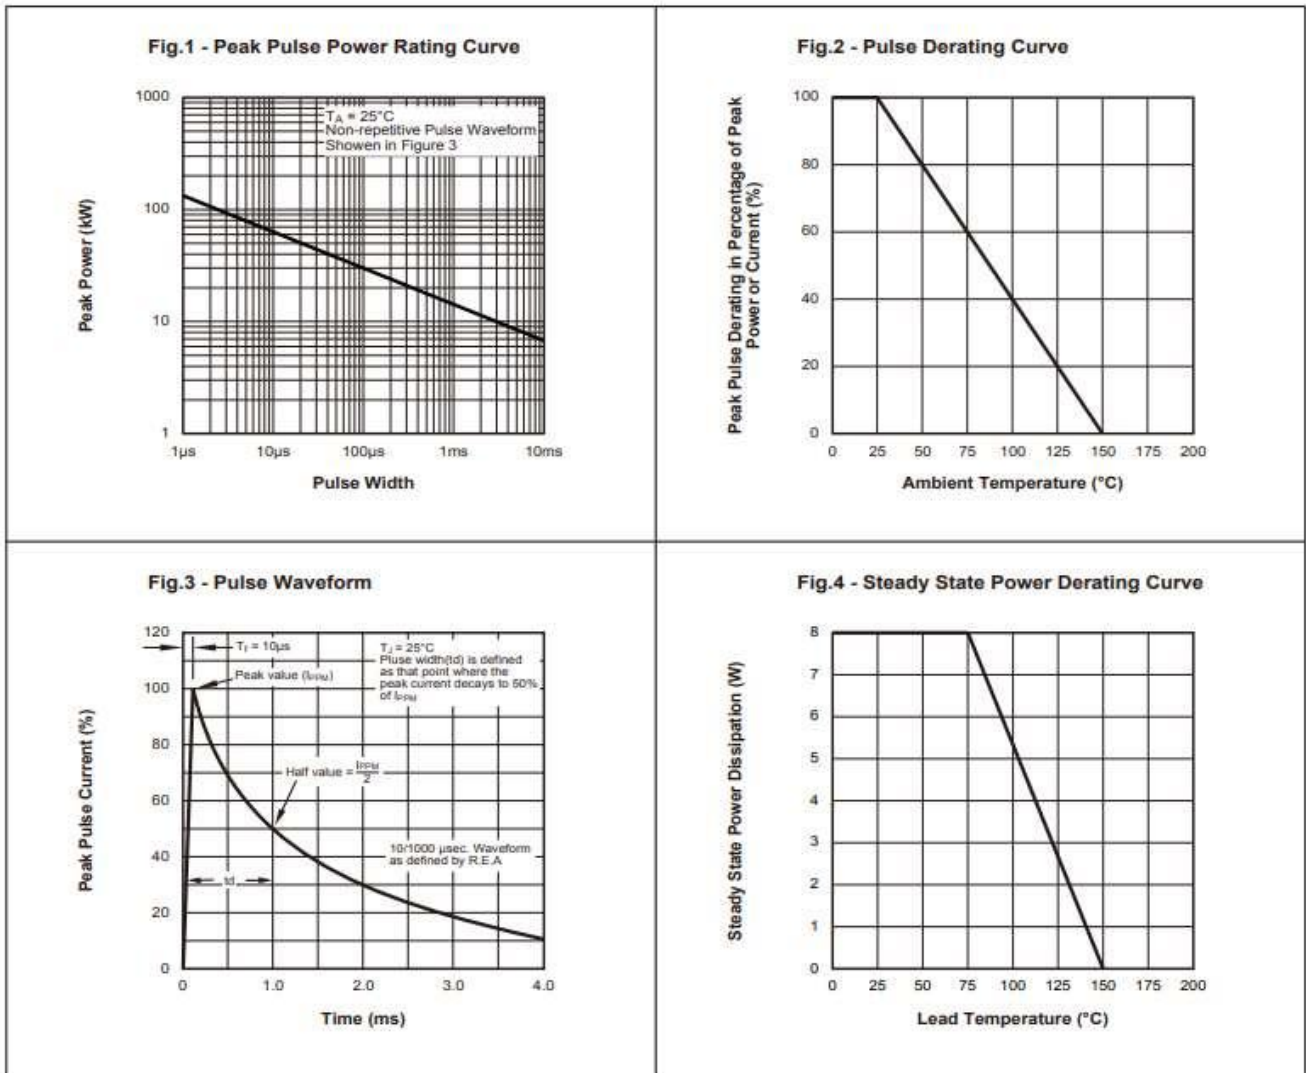 Fig.1 - Peak Pulse Power Rating Curve
Peak Power (kW)
1000
100
10
1
TA = 25°C
Non-repetitive Pulse Waveform
Showen in Figure 3
1µs
10µs
100µs
1ms
10ms
Pulse Width
Fig.2 - Pulse Derating Curve
Peak Pulse Derating in Percentage of Peak
Power or Current (%)
100
80
60
40
20
0
0
25
50
75
100
125
150
175
200
Ambient Temperature (°C)
Fig.3 - Pulse Waveform
Peak Pulse Current (%)
120
100
80
60
40
20
0
Tf = 10µs
Peak value (IPPM)
TJ = 25°C
Pluse width(td) is defined
as that point where the
peak current decays to 50%
of IPPM
Half value = IPPM
2
10/1000 µsec. Waveform
as defined by R.E.A
td
0
1.0
2.0
3.0
4.0
Time (ms)
Fig.4 - Steady State Power Derating Curve
Steady State Power Dissipation (W)
8
7
6
5
4
3
2
1
0
0
25
50
75
100
125
150
175
200
Lead Temperature (°C)